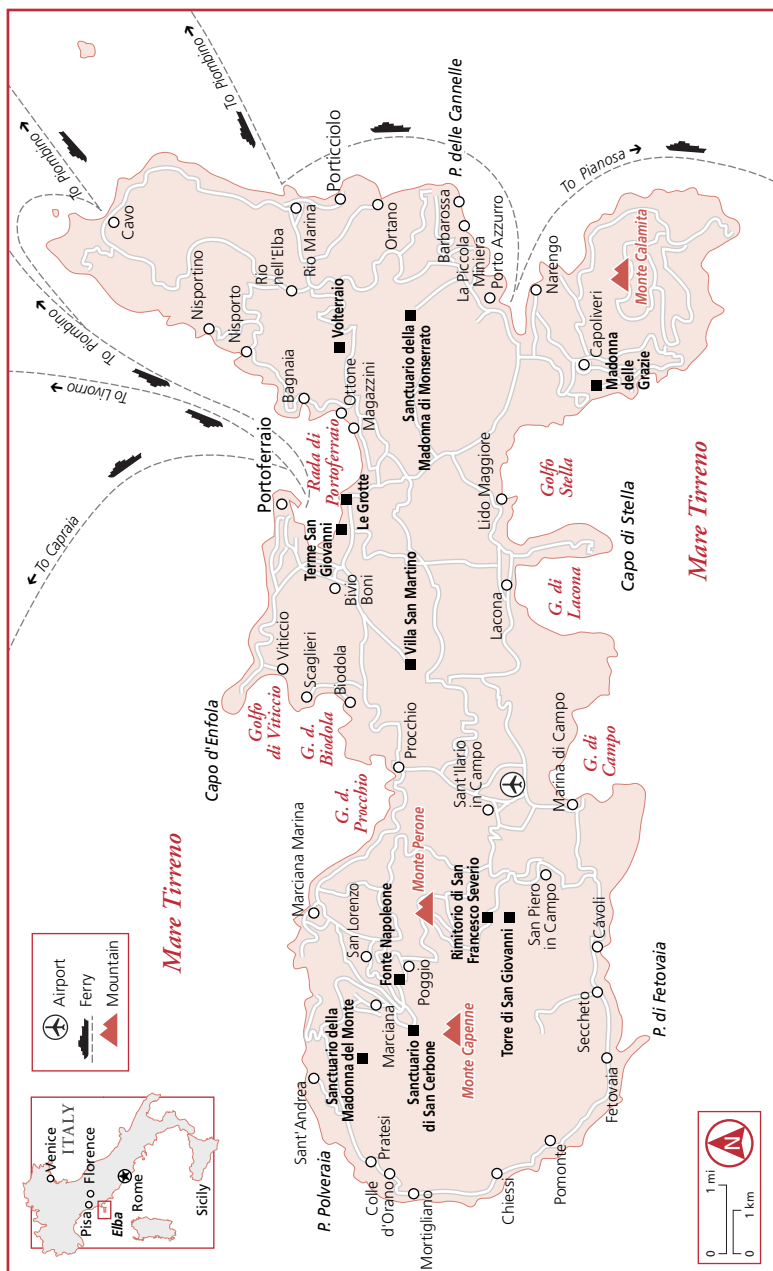 Venice
ITALY
Florence
Pisa
Elba
Rome
Sicily
Airport
Ferry
Mountain
Mare Tirreno
To Capraia
To Livorno
To Piombino
To Piombino
To Piombino
To Piombino
To Pianosa
Capo d'Enfola
Golfo
di Viticcio
Viticcio
G. d.
Biodola
Scaglieri
Biodola
G. d.
Procchio
Procchio
Portoferraio
Rada di
Portoferraio
Terme San
Giovanni
Le Grotte
Bivio
Boni
Villa San Martino
Bagnaia
Ottone
Magazzini
Nisporto
Nisportino
Cavo
Rio
nell'Elba
Rio Marina
Porticciolo
Ortano
Volterraio
Sanctuario della
Madonna di Monserrato
Barbarossa
P. delle Cannelle
La Piccola
Miniera
Porto Azzurro
Narengo
Capoliveri
Madonna
delle
Grazie
Monte Calamita
Lido Maggiore
Golfo
Stella
Capo di Stella
Lacona
G. di
Lacona
Mare Tirreno
Marina di Campo
G. di
Campo
Sant'Ilario
in Campo
Marciana Marina
San Lorenzo
Fonte Napoleone
Poggio
Monte Perone
Marciana
Sanctuario della
Madonna del Monte
Sanctuario
di San Cerbone
Monte Capenne
Rimitorio di San
Francesco Severio
Torre di San Giovanni
San Piero
in Campo
Cávoli
Seccheto
P. di Fetovaia
Fetovaia
Pomonte
Chiessi
Mortigliano
Colle
d'Orano
Pratesi
P. Polveraia
Sant'Andrea
0 1 mi
0 1 km
N